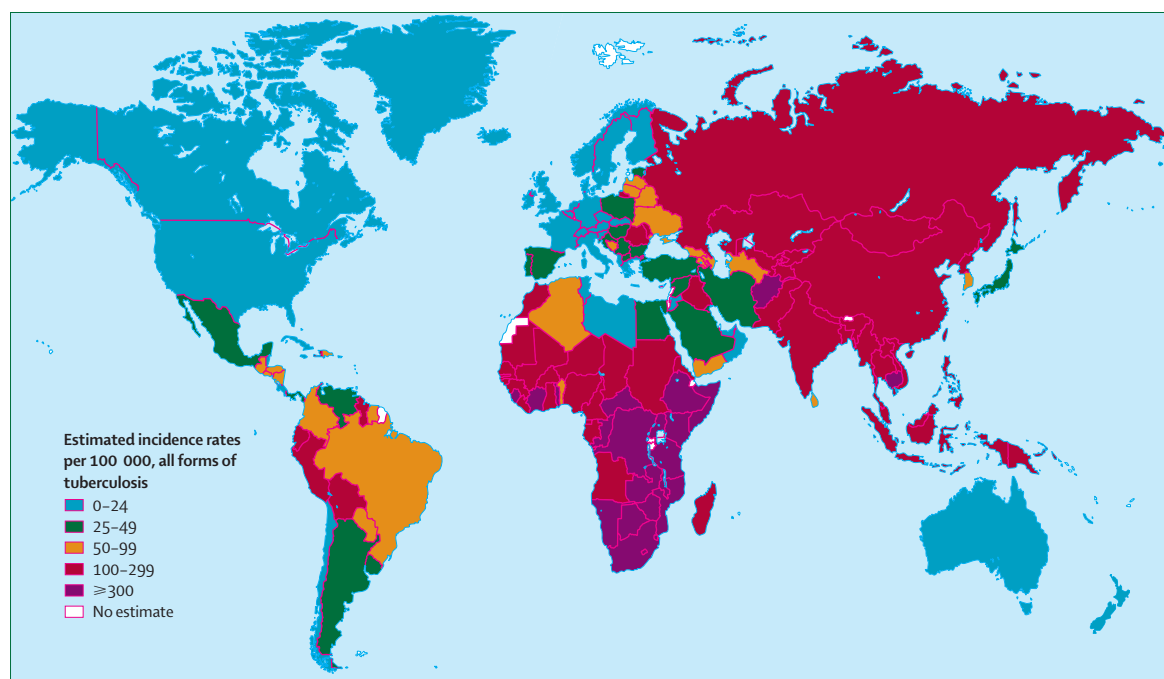 Estimated incidence rates
per 100 000, all forms of
tuberculosis
0–24
25–49
50–99
100–299
≥300
No estimate